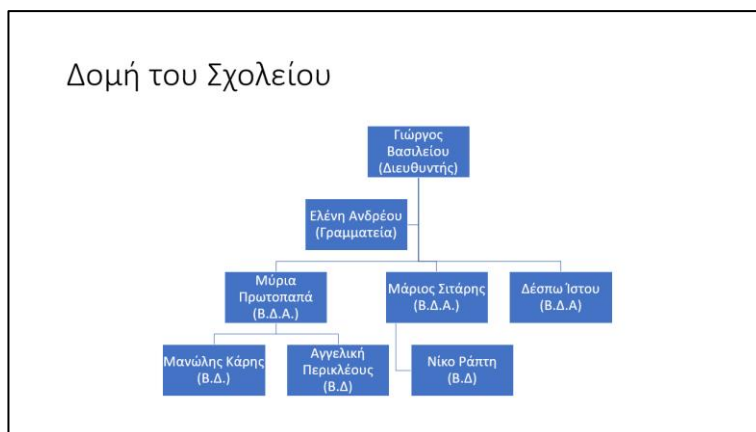 Δομή του Σχολείου
Γιώργος
Βασιλείου
(Διευθυντής)
Ελένη Ανδρέου
(Γραμματεία)
Μύρια
Πρωτοπαπά
(Β.Δ.Α.)
Μάριος Σιτάρης
(Β.Δ.Α.)
Δέσπω Ίστου
(Β.Δ.Α)
Μανώλης Κάρης
(Β.Δ.)
Αγγελική
Περικλέους
(Β.Δ)
Νίκο Ράπτη
(Β.Δ)